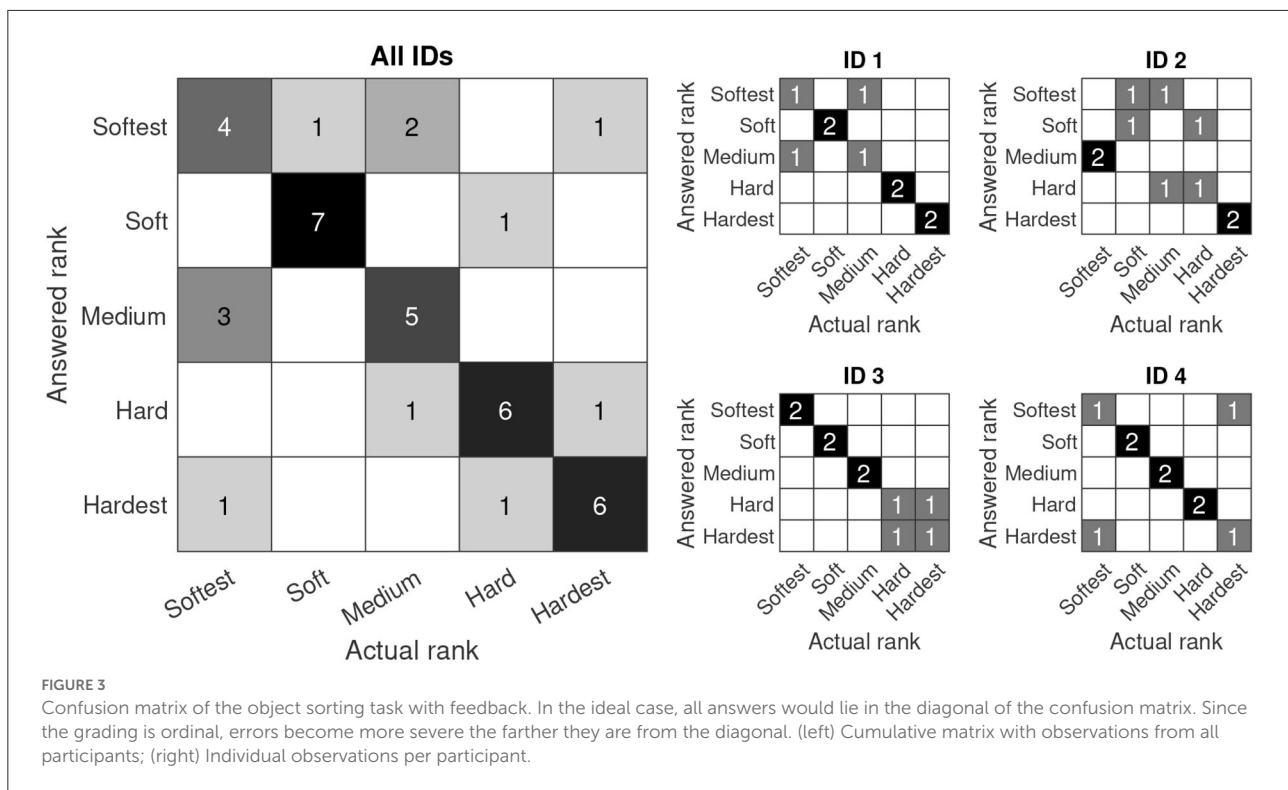 All IDs
Answered rank
Softest
4 1 2 1
Soft
7 1
Medium
3 5
Hard
1 6 1
Hardest
1 1 6
Softest Soft Medium Hard Hardest
Actual rank
ID 1
Answered rank
Softest 1 1
Soft 2
Medium 1 1
Hard 2
Hardest 2
Softest Soft Medium Hard Hardest
Actual rank
ID 2
Answered rank
Softest 1 1
Soft 1 1
Medium 2
Hard 1 1
Hardest 2
Softest Soft Medium Hard Hardest
Actual rank
ID 3
Answered rank
Softest 2
Soft 2
Medium 2
Hard 1 1
Hardest 1 1
Softest Soft Medium Hard Hardest
Actual rank
ID 4
Answered rank
Softest 1 1
Soft 2
Medium 2
Hard 2
Hardest 1 1
Softest Soft Medium Hard Hardest
Actual rank
FIGURE 3
Confusion matrix of the object sorting task with feedback. In the ideal case, all answers would lie in the diagonal of the confusion matrix. Since
the grading is ordinal, errors become more severe the farther they are from the diagonal. (left) Cumulative matrix with observations from all
participants; (right) Individual observations per participant.